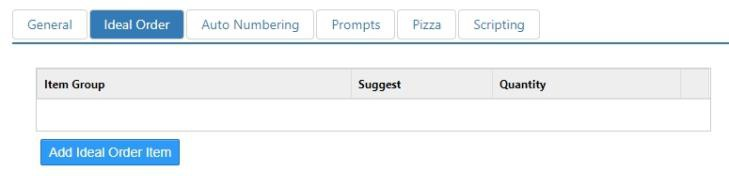 General Ideal Order Auto Numbering Prompts Pizza Scripting
Item Group Suggest Quantity
Add Ideal Order Item